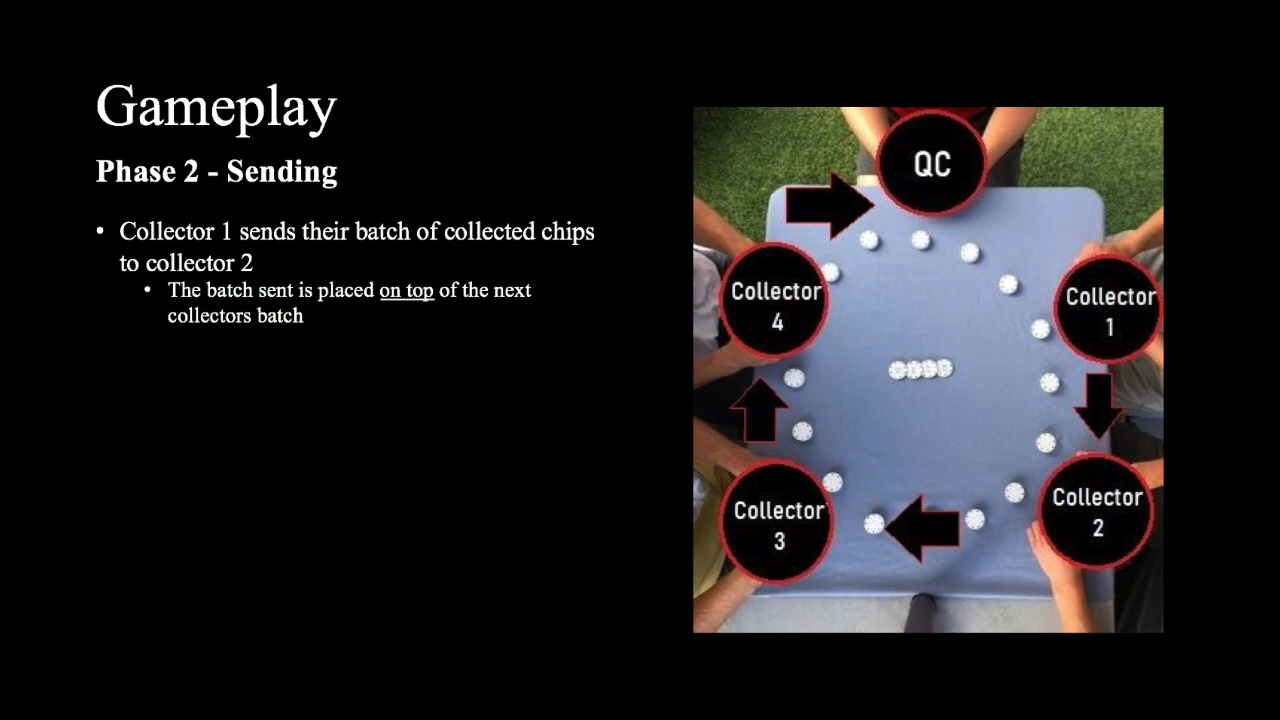 Gameplay
Phase 2 - Sending
• Collector 1 sends their batch of collected chips
to collector 2
• The batch sent is placed on top of the next
collectors batch
QC
Collector
4
Collector
1
Collector
3
Collector
2